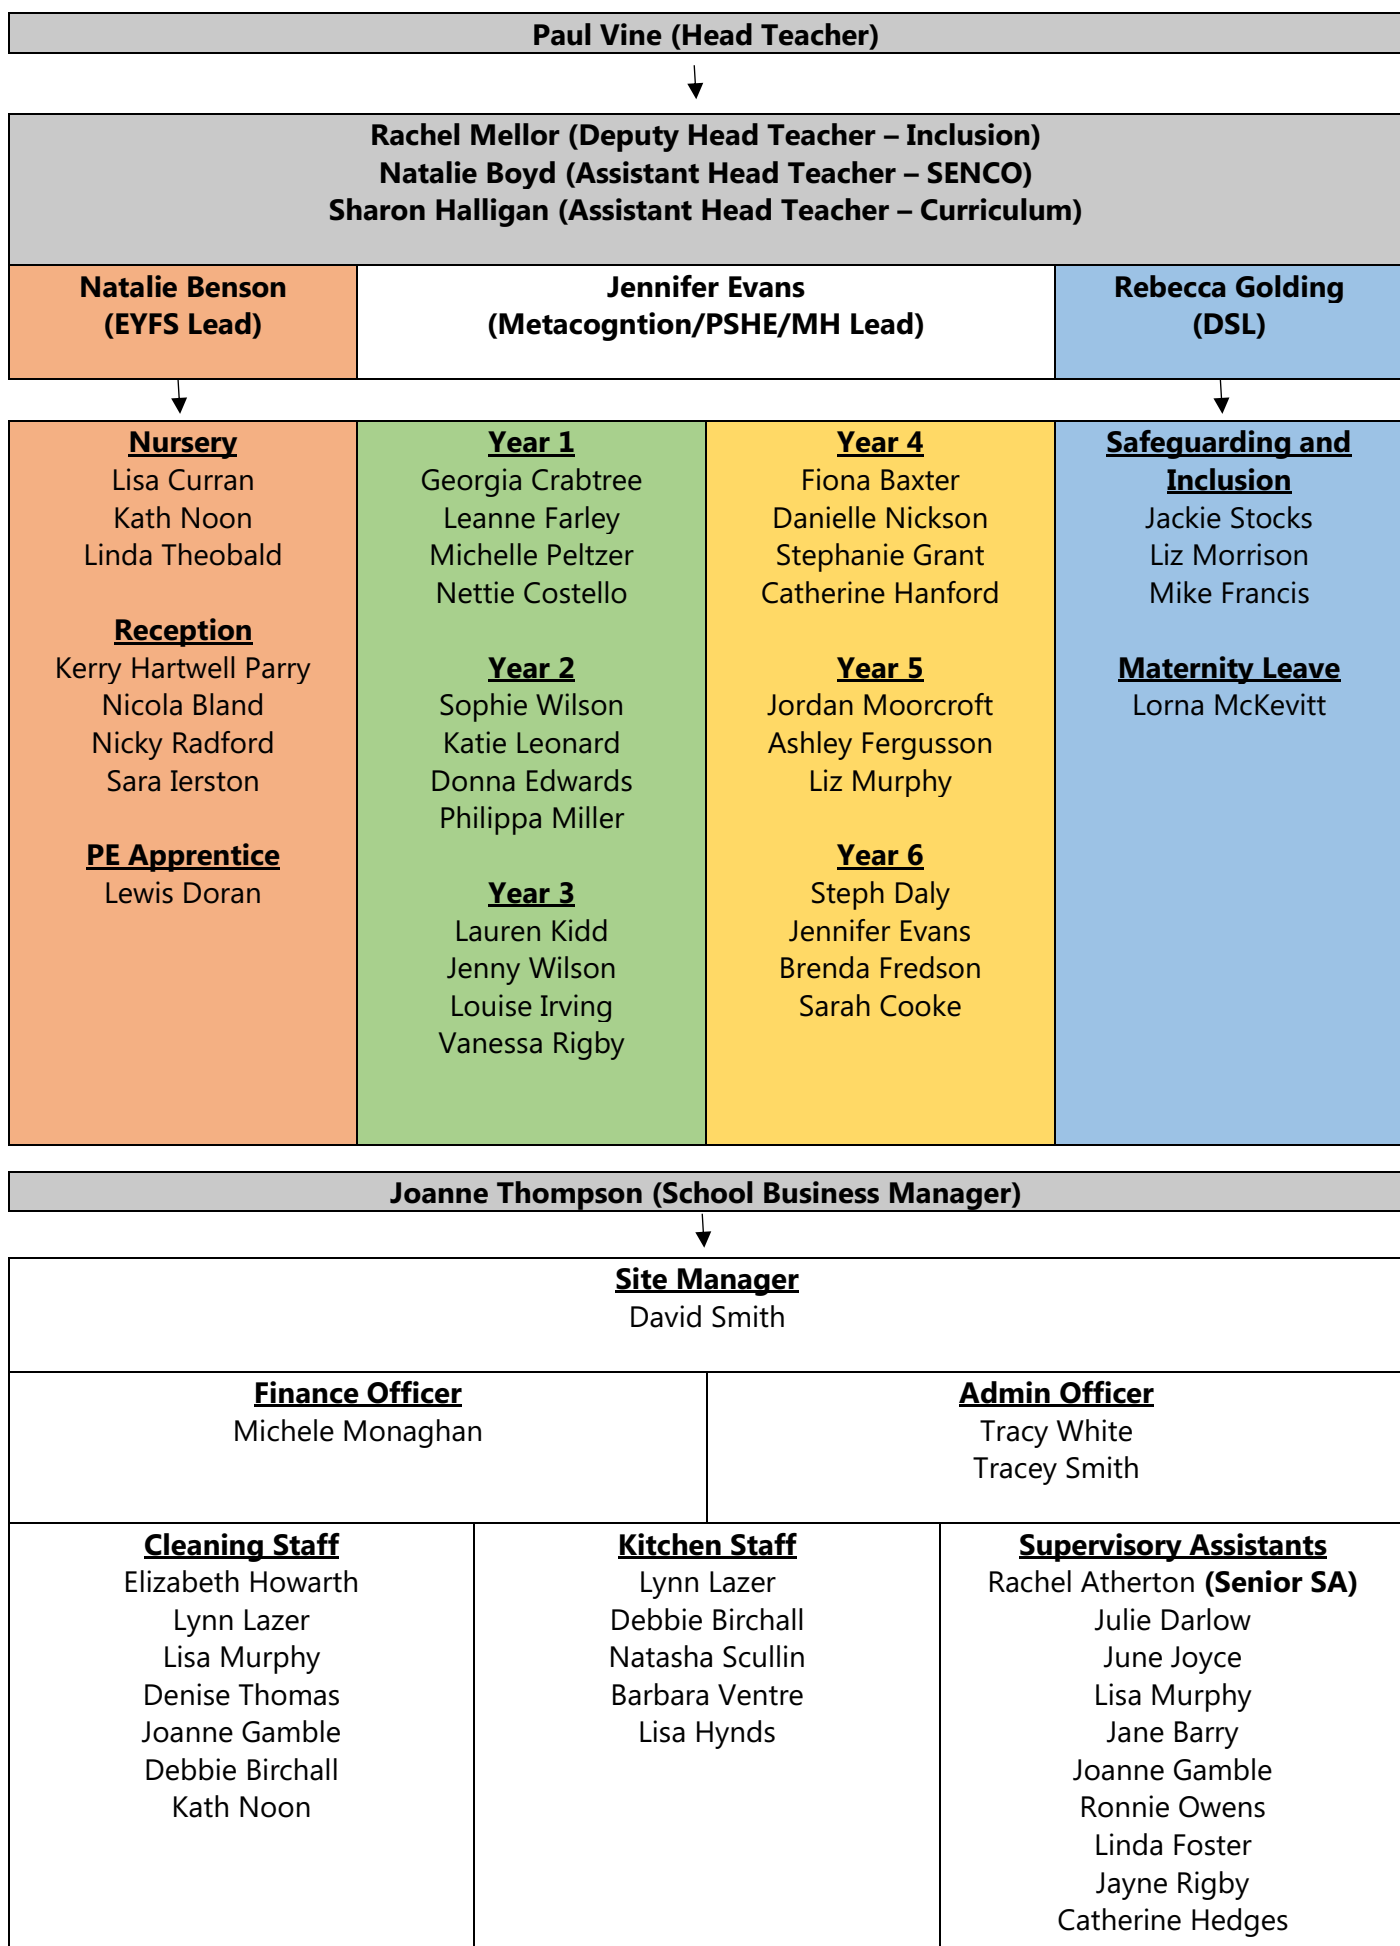 Paul Vine (Head Teacher)
Rachel Mellor (Deputy Head Teacher – Inclusion)
Natalie Boyd (Assistant Head Teacher – SENCO)
Sharon Halligan (Assistant Head Teacher – Curriculum)
Natalie Benson
(EYFS Lead)
Jennifer Evans
(Metacogntion/PSHE/MH Lead)
Rebecca Golding
(DSL)
Nursery
Lisa Curran
Kath Noon
Linda Theobald
Reception
Kerry Hartwell Parry
Nicola Bland
Nicky Radford
Sara Ierston
PE Apprentice
Lewis Doran
Year 1
Georgia Crabtree
Leanne Farley
Michelle Peltzer
Nettie Costello
Year 2
Sophie Wilson
Katie Leonard
Donna Edwards
Philippa Miller
Year 3
Lauren Kidd
Jenny Wilson
Louise Irving
Vanessa Rigby
Year 4
Fiona Baxter
Danielle Nickson
Stephanie Grant
Catherine Hanford
Year 5
Jordan Moorcroft
Ashley Fergusson
Liz Murphy
Year 6
Steph Daly
Jennifer Evans
Brenda Fredson
Sarah Cooke
Safeguarding and
Inclusion
Jackie Stocks
Liz Morrison
Mike Francis
Maternity Leave
Lorna McKevitt
Joanne Thompson (School Business Manager)
Site Manager
David Smith
Finance Officer
Michele Monaghan
Admin Officer
Tracy White
Tracey Smith
Cleaning Staff
Elizabeth Howarth
Lynn Lazer
Lisa Murphy
Denise Thomas
Joanne Gamble
Debbie Birchall
Kath Noon
Kitchen Staff
Lynn Lazer
Debbie Birchall
Natasha Scullin
Barbara Ventre
Lisa Hynds
Supervisory Assistants
Rachel Atherton (Senior SA)
Julie Darlow
June Joyce
Lisa Murphy
Jane Barry
Joanne Gamble
Ronnie Owens
Linda Foster
Jayne Rigby
Catherine Hedges